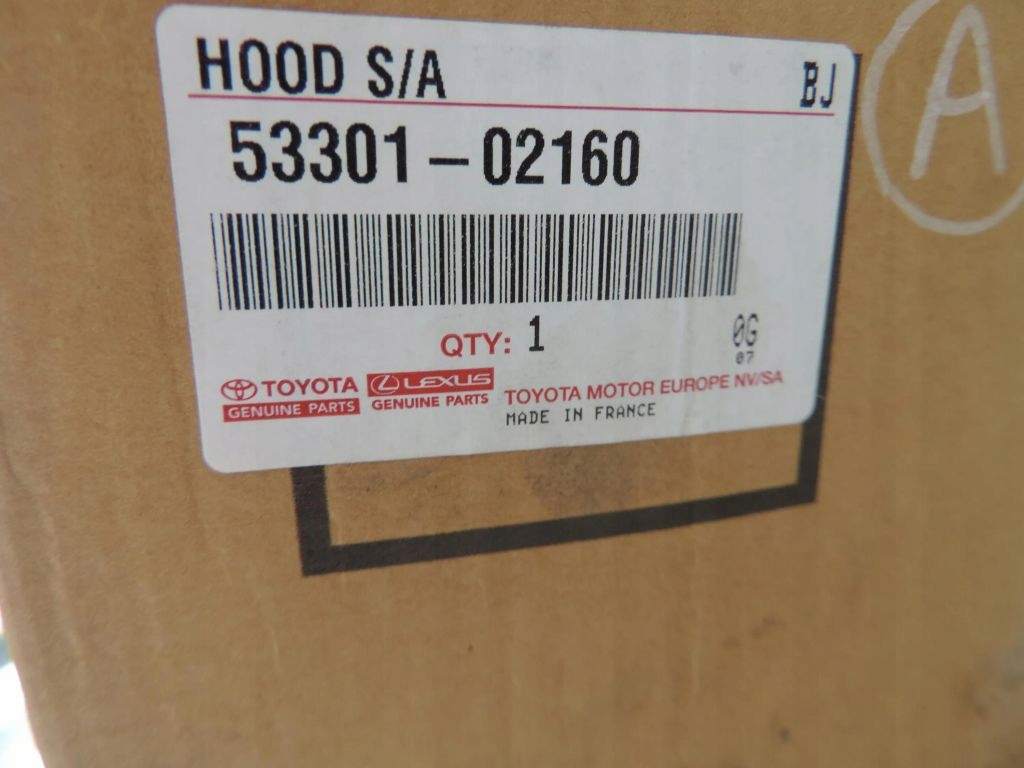 HOOD S/A BJ
53301-02160
QTY: 1 0G
07
TOYOTA LEXUS
GENUINE PARTS GENUINE PARTS
TOYOTA MOTOR EUROPE NV/SA
MADE IN FRANCE
A